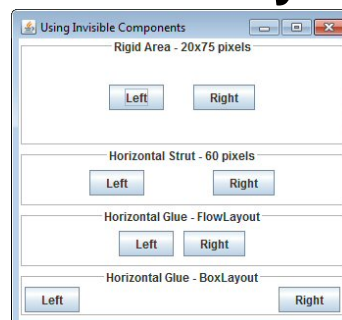 Using Invisible Components
Rigid Area - 20x75 pixels
Left Right
Horizontal Strut - 60 pixels
Left Right
Horizontal Glue - FlowLayout
Left Right
Horizontal Glue - BoxLayout
Left Right